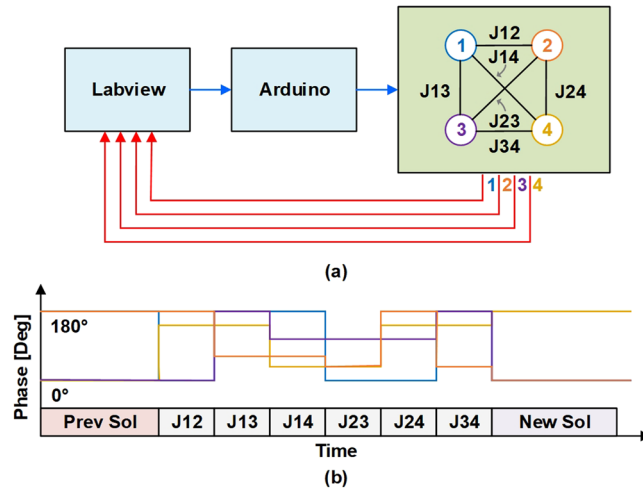 1 J12 2
J14
Labview Arduino J13 J24
3 J23 4
J34
1 2 3 4
(a)
Phase [Deg]
180°
0°
Prev Sol J12 J13 J14 J23 J24 J34 New Sol
Time
(b)